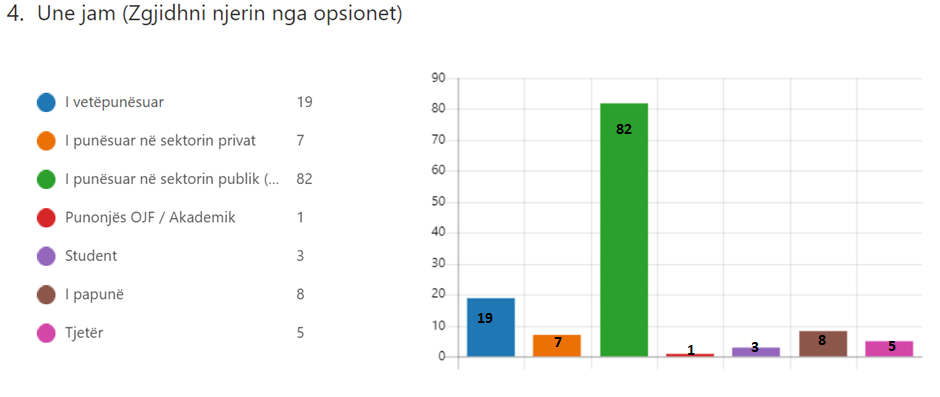 4. Une jam (Zgjidhni njerin nga opsionet)
I vetëpunësuar 19
I punësuar në sektorin privat 7
I punësuar në sektorin publik (... 82
Punonjës OJF / Akademik 1
Student 3
I papunë 8
Tjetër 5
90
80
70
60
50
40
30
20
10
0
19
7
82
1
3
8
5